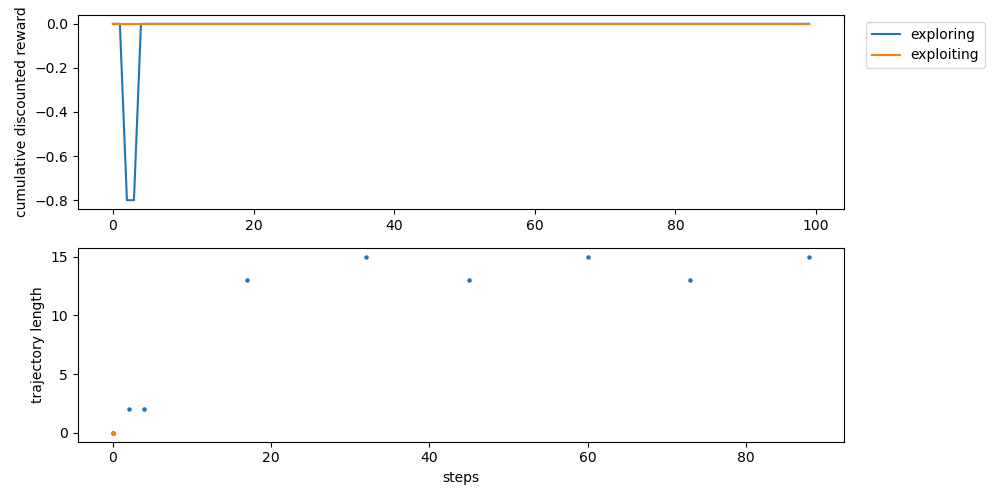 cumulative discounted reward
0.0
−0.2
−0.4
−0.6
−0.8
0 20 40 60 80 100
exploring
exploiting
trajectory length
15
10
5
0
0 20 40 60 80
steps